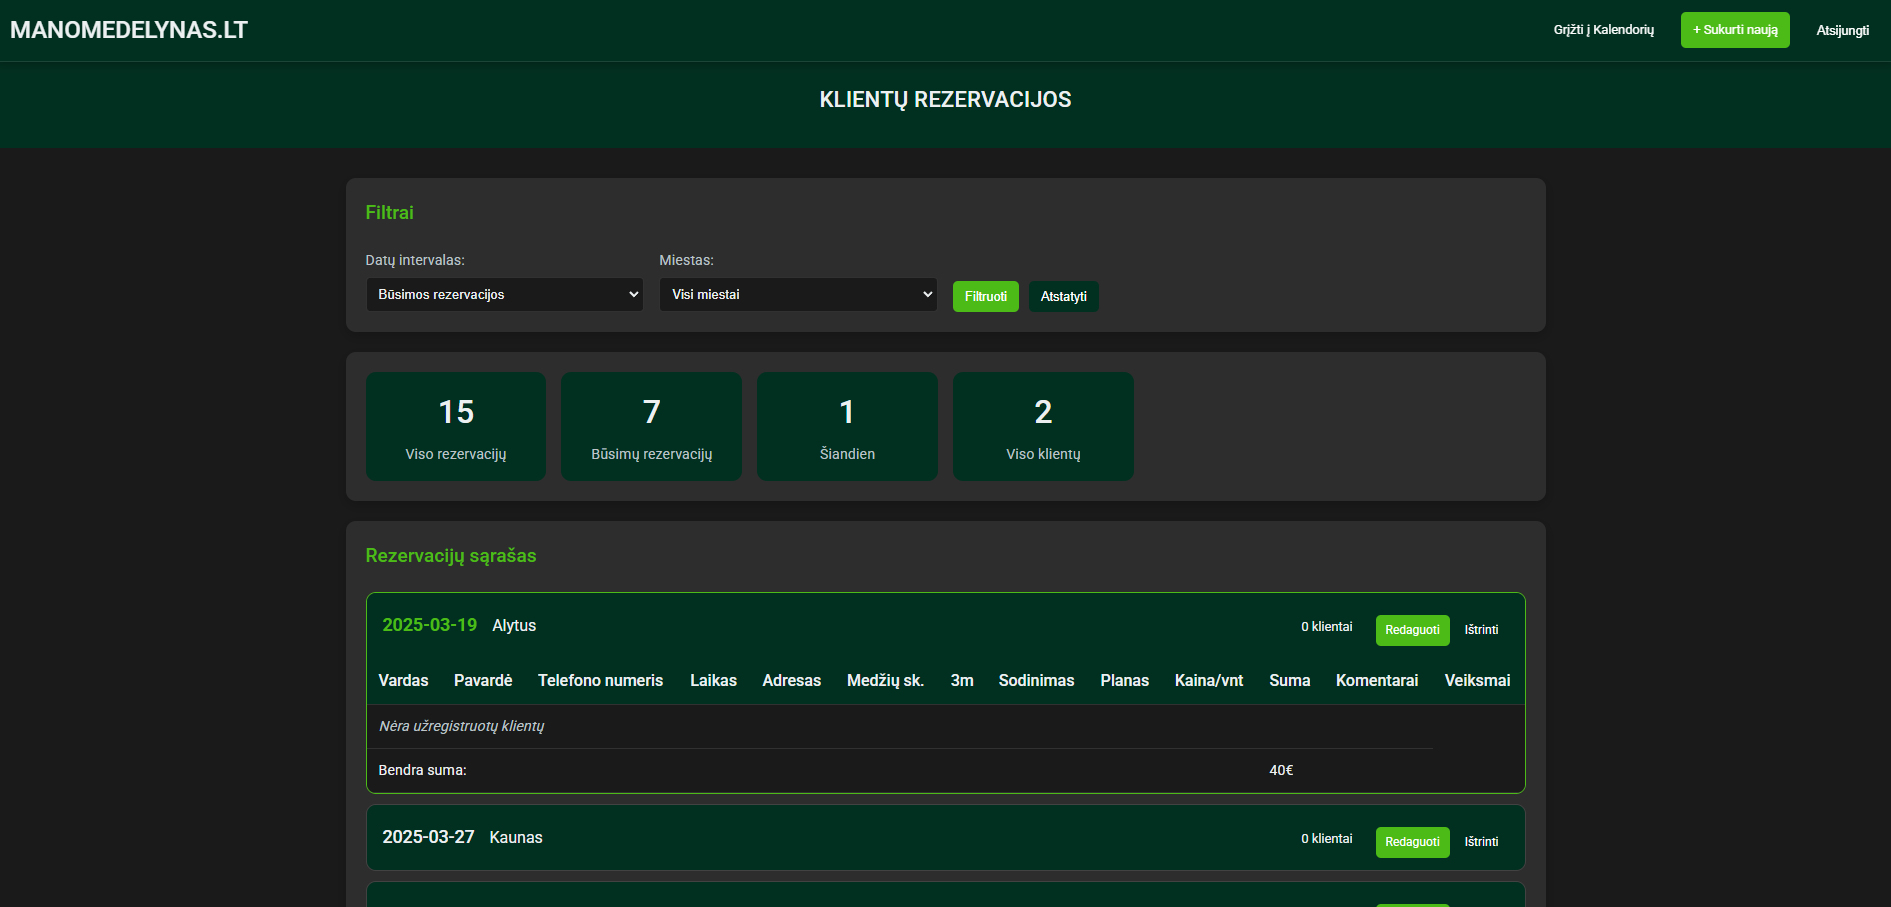 MANOMEDELYNAS.LT
Grįžti į Kalendorių
+ Sukurti naują
Atsijungti
KLIENTŲ REZERVACIJOS
Filtrai
Datų intervalas:
Miestas:
Būsimos rezervacijos
Visi miestai
Filtruoti
Atstatyti
15
Viso rezervacijų
7
Būsimų rezervacijų
1
Šiandien
2
Viso klientų
Rezervacijų sąrašas
2025-03-19 Alytus
0 klientai
Redaguoti
Ištrinti
Vardas Pavardė Telefono numeris Laikas Adresas Medžių sk. 3m Sodinimas Planas Kaina/vnt Suma Komentarai Veiksmai
Nėra užregistruotų klientų
Bendra suma: 40€
2025-03-27 Kaunas
0 klientai
Redaguoti
Ištrinti